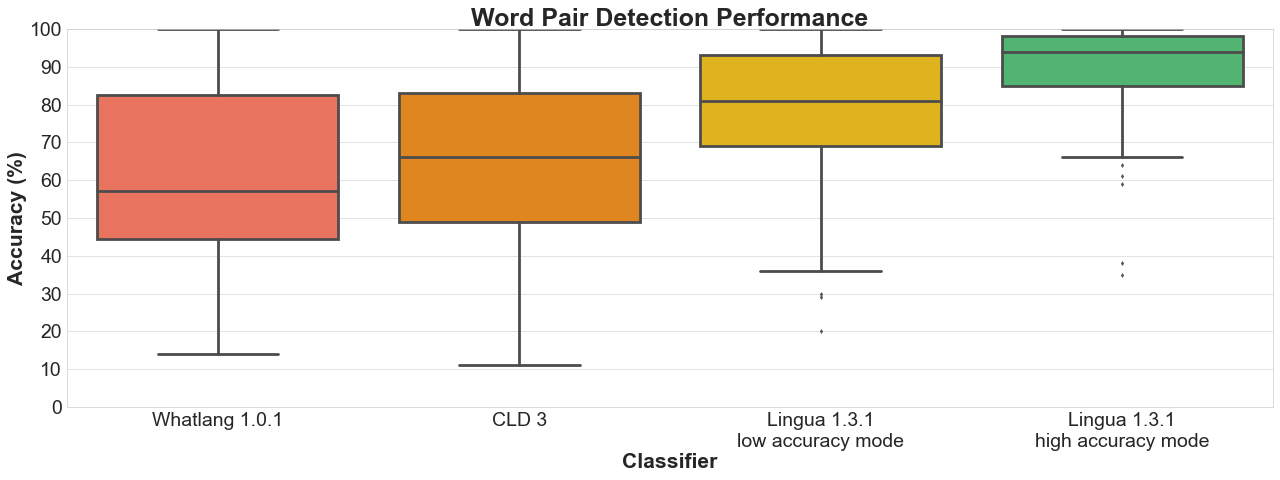 Word Pair Detection Performance
Accuracy (%)
100
90
80
70
60
50
40
30
20
10
0
Whatlang 1.0.1
CLD 3
Lingua 1.3.1
low accuracy mode
Lingua 1.3.1
high accuracy mode
Classifier